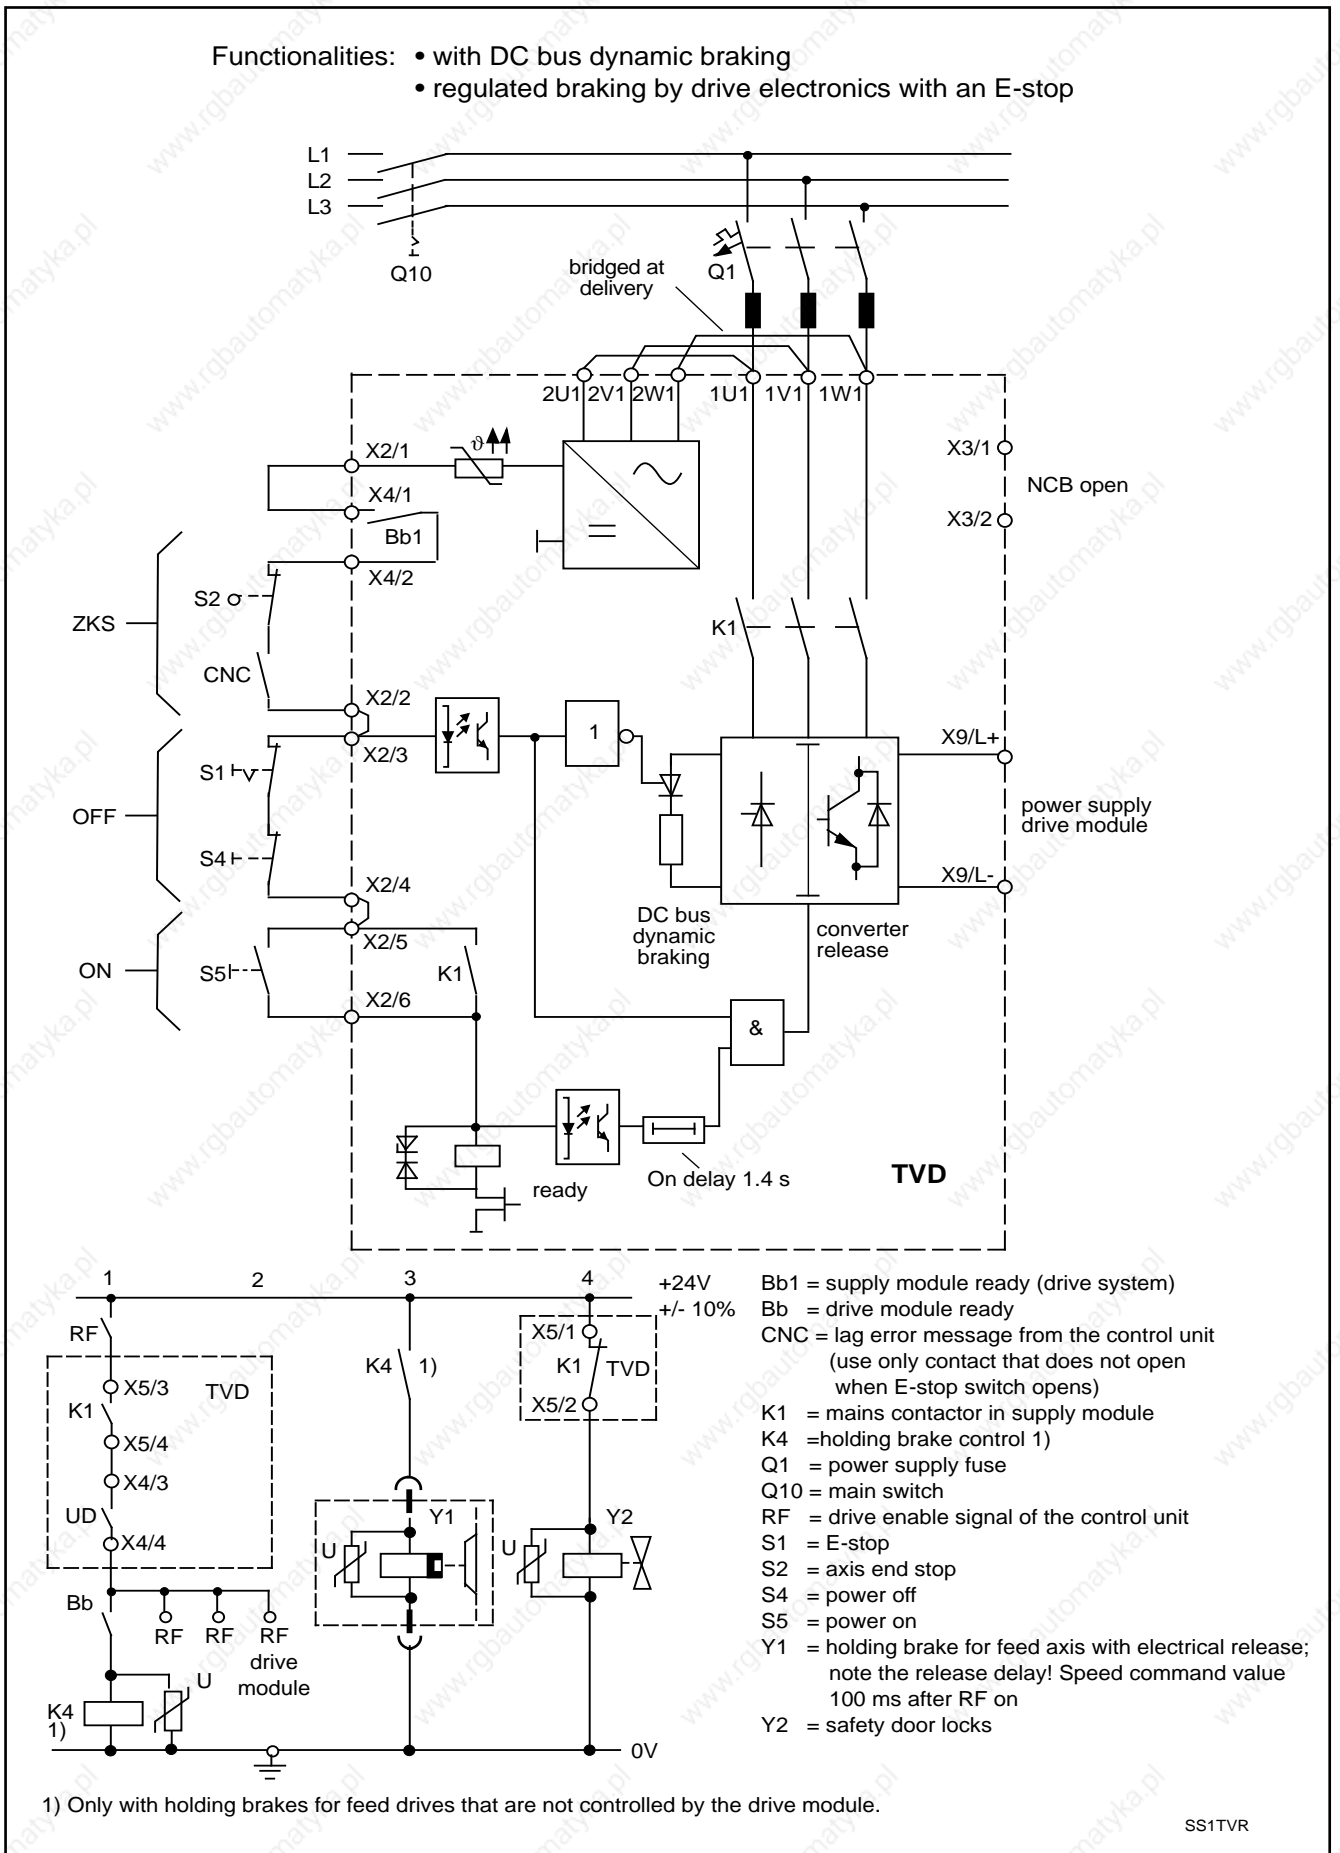 Functionalities: • with DC bus dynamic braking
• regulated braking by drive electronics with an E-stop
L1
L2
L3
Q10
Q1
bridged at
delivery
2U1 2V1 2W1 1U1 1V1 1W1
X2/1
ϑ
X3/1
X4/1
NCB open
Bb1
X3/2
X4/2
S2
ZKS
K1
CNC
X2/2
1
X9/L+
X2/3
S1
power supply
drive module
OFF
S4
X9/L-
X2/4
DC bus
dynamic
braking
converter
release
X2/5
ON
S5
K1
X2/6
&
On delay 1.4 s
TVD
ready
1 2 3 4
+24V
+/- 10%
RF
X5/3
TVD
K1
X5/4
X4/3
UD
X4/4
Bb
RF RF RF
drive
module
U
K4
1)
K4 1)
Y1
U
X5/1
K1 TVD
X5/2
Y2
U
0V
Bb1 = supply module ready (drive system)
Bb = drive module ready
CNC = lag error message from the control unit
(use only contact that does not open
when E-stop switch opens)
K1 = mains contactor in supply module
K4 =holding brake control 1)
Q1 = power supply fuse
Q10 = main switch
RF = drive enable signal of the control unit
S1 = E-stop
S2 = axis end stop
S4 = power off
S5 = power on
Y1 = holding brake for feed axis with electrical release;
note the release delay! Speed command value
100 ms after RF on
Y2 = safety door locks
1) Only with holding brakes for feed drives that are not controlled by the drive module.
SS1TVR
www.rgbautomatyka.pl